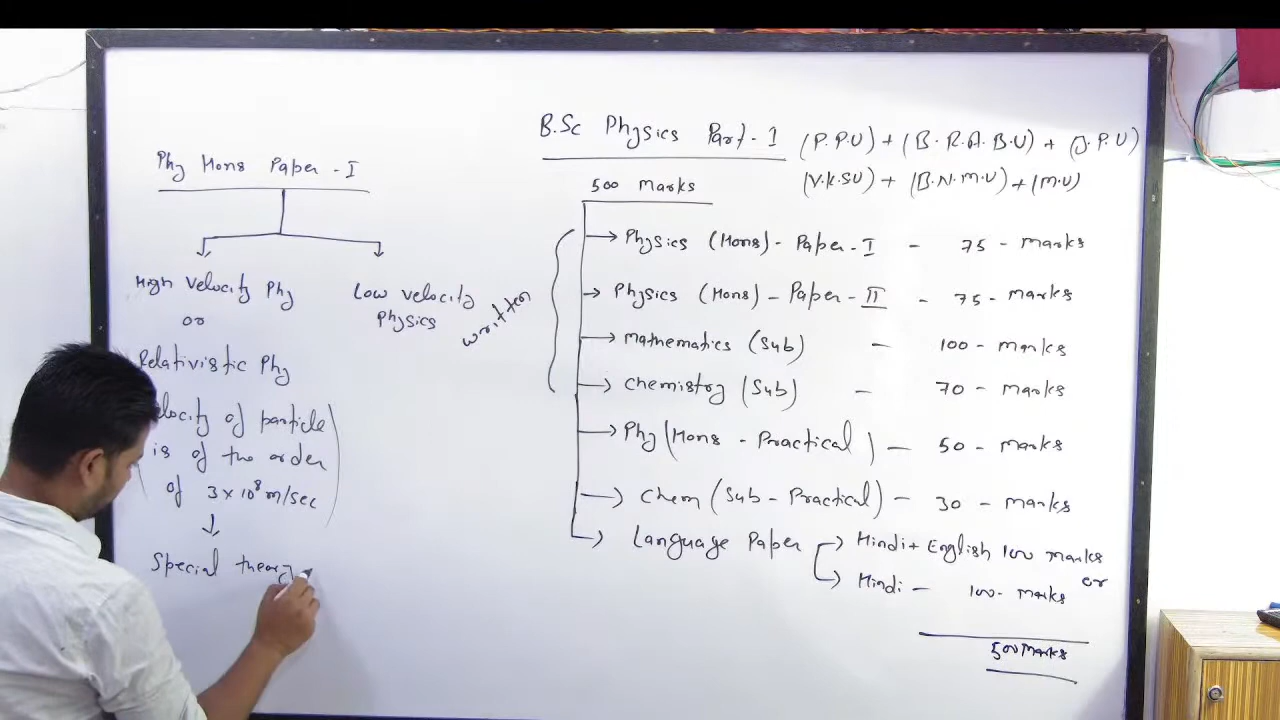 Phy Hons Paper - I
High Velocity Phy
or
Relativistic Phy
of particle
is of the order
of 3 × 10⁸ m/sec
Special theory
Low velocity
Physics
written
B.Sc Physics Part - I (P.P.U) + (B.R.A.B.U) + (J.P.U)
(V.K.SU) + (B.N.M.U) + (M.U)
500 Marks
Physics (Hons) - Paper - I - 75 - Marks
Physics (Hons) - Paper - II - 75 - Marks
Mathematics (Sub) - 100 - Marks
Chemistry (Sub) - 70 - Marks
Phy (Hons - Practical) - 50 - Marks
Chem (Sub - Practical) - 30 - Marks
Language Paper → Hindi + English 100 marks
or
→ Hindi - 100 - Marks
500 Marks